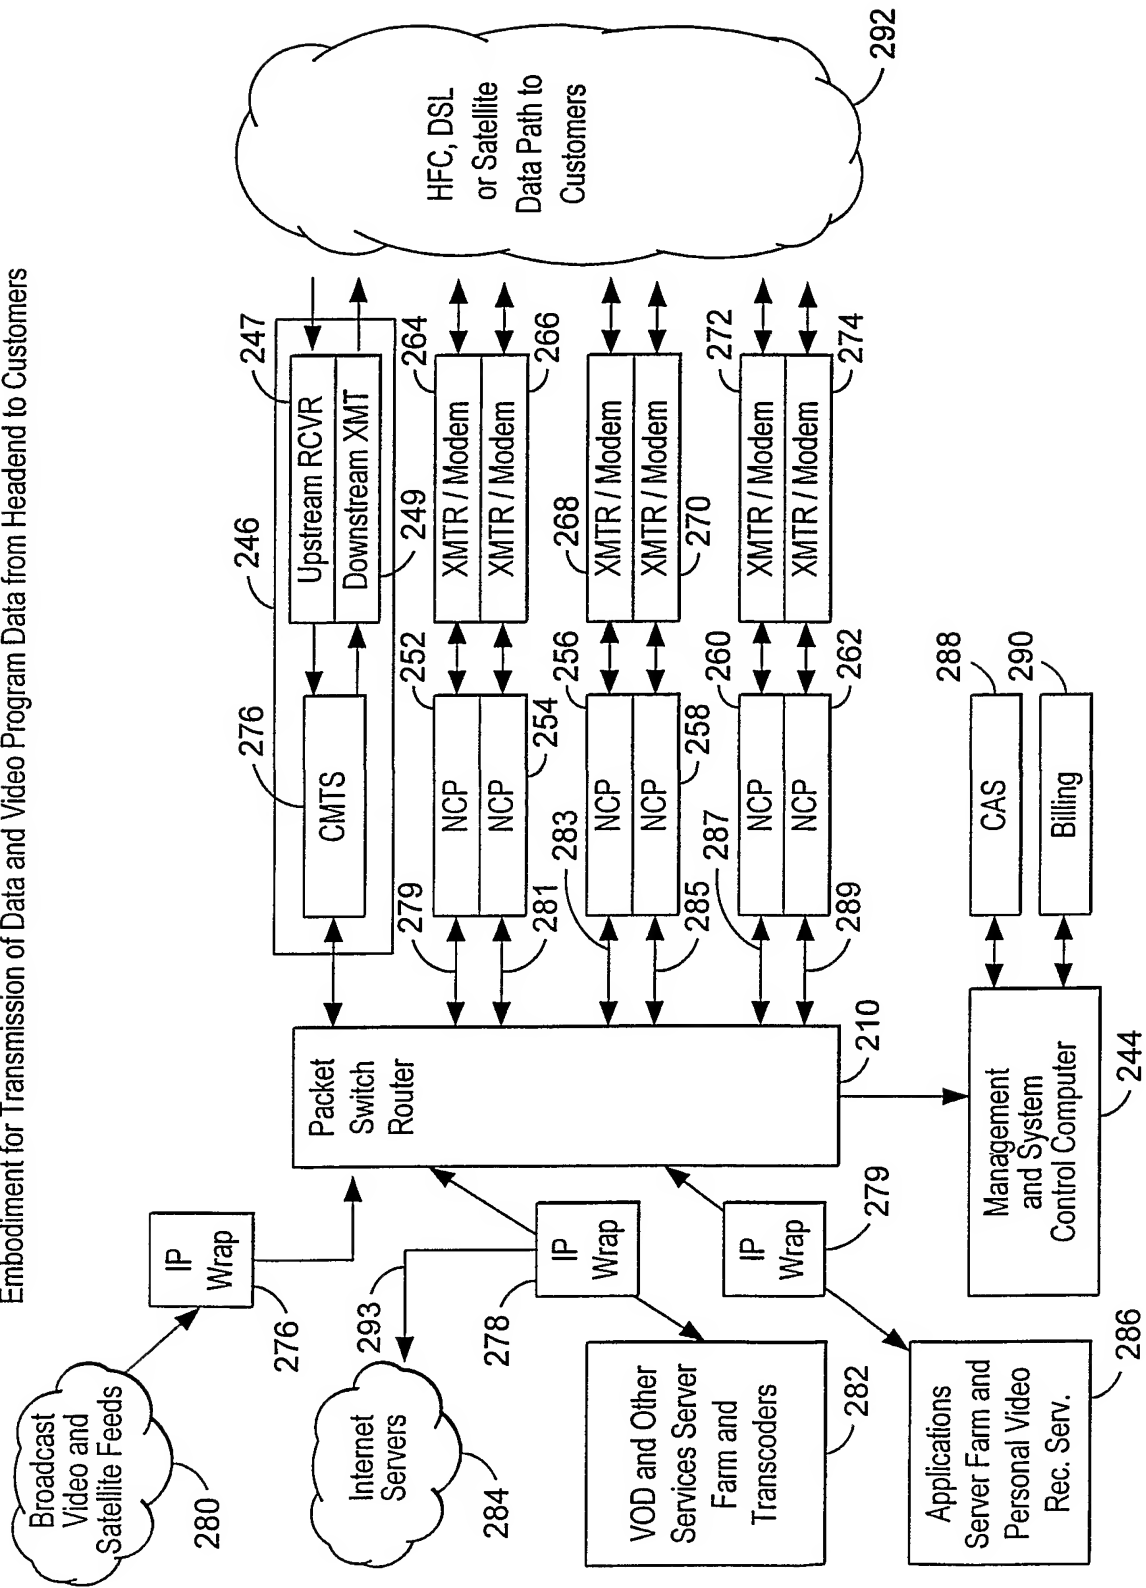 Embodiment for Transmission of Data and Video Program Data from Headend to Customers
Broadcast
Video and
Satellite Feeds
280
IP
Wrap
276
Internet
Servers
284
293
IP
Wrap
278
VOD and Other
Services Server
Farm and
Transcoders
282
IP
Wrap
279
Applications
Server Farm and
Personal Video
Rec. Serv.
286
Packet
Switch
Router
210
Management
and System
Control Computer
244
CAS
288
Billing
290
246
CMTS
276
Upstream RCVR
247
Downstream XMT
249
279
NCP
252
XMTR / Modem
264
281
NCP
254
XMTR / Modem
266
283
NCP
256
XMTR / Modem
268
285
NCP
258
XMTR / Modem
270
287
NCP
260
XMTR / Modem
272
289
NCP
262
XMTR / Modem
274
HFC, DSL
or Satellite
Data Path to
Customers
292